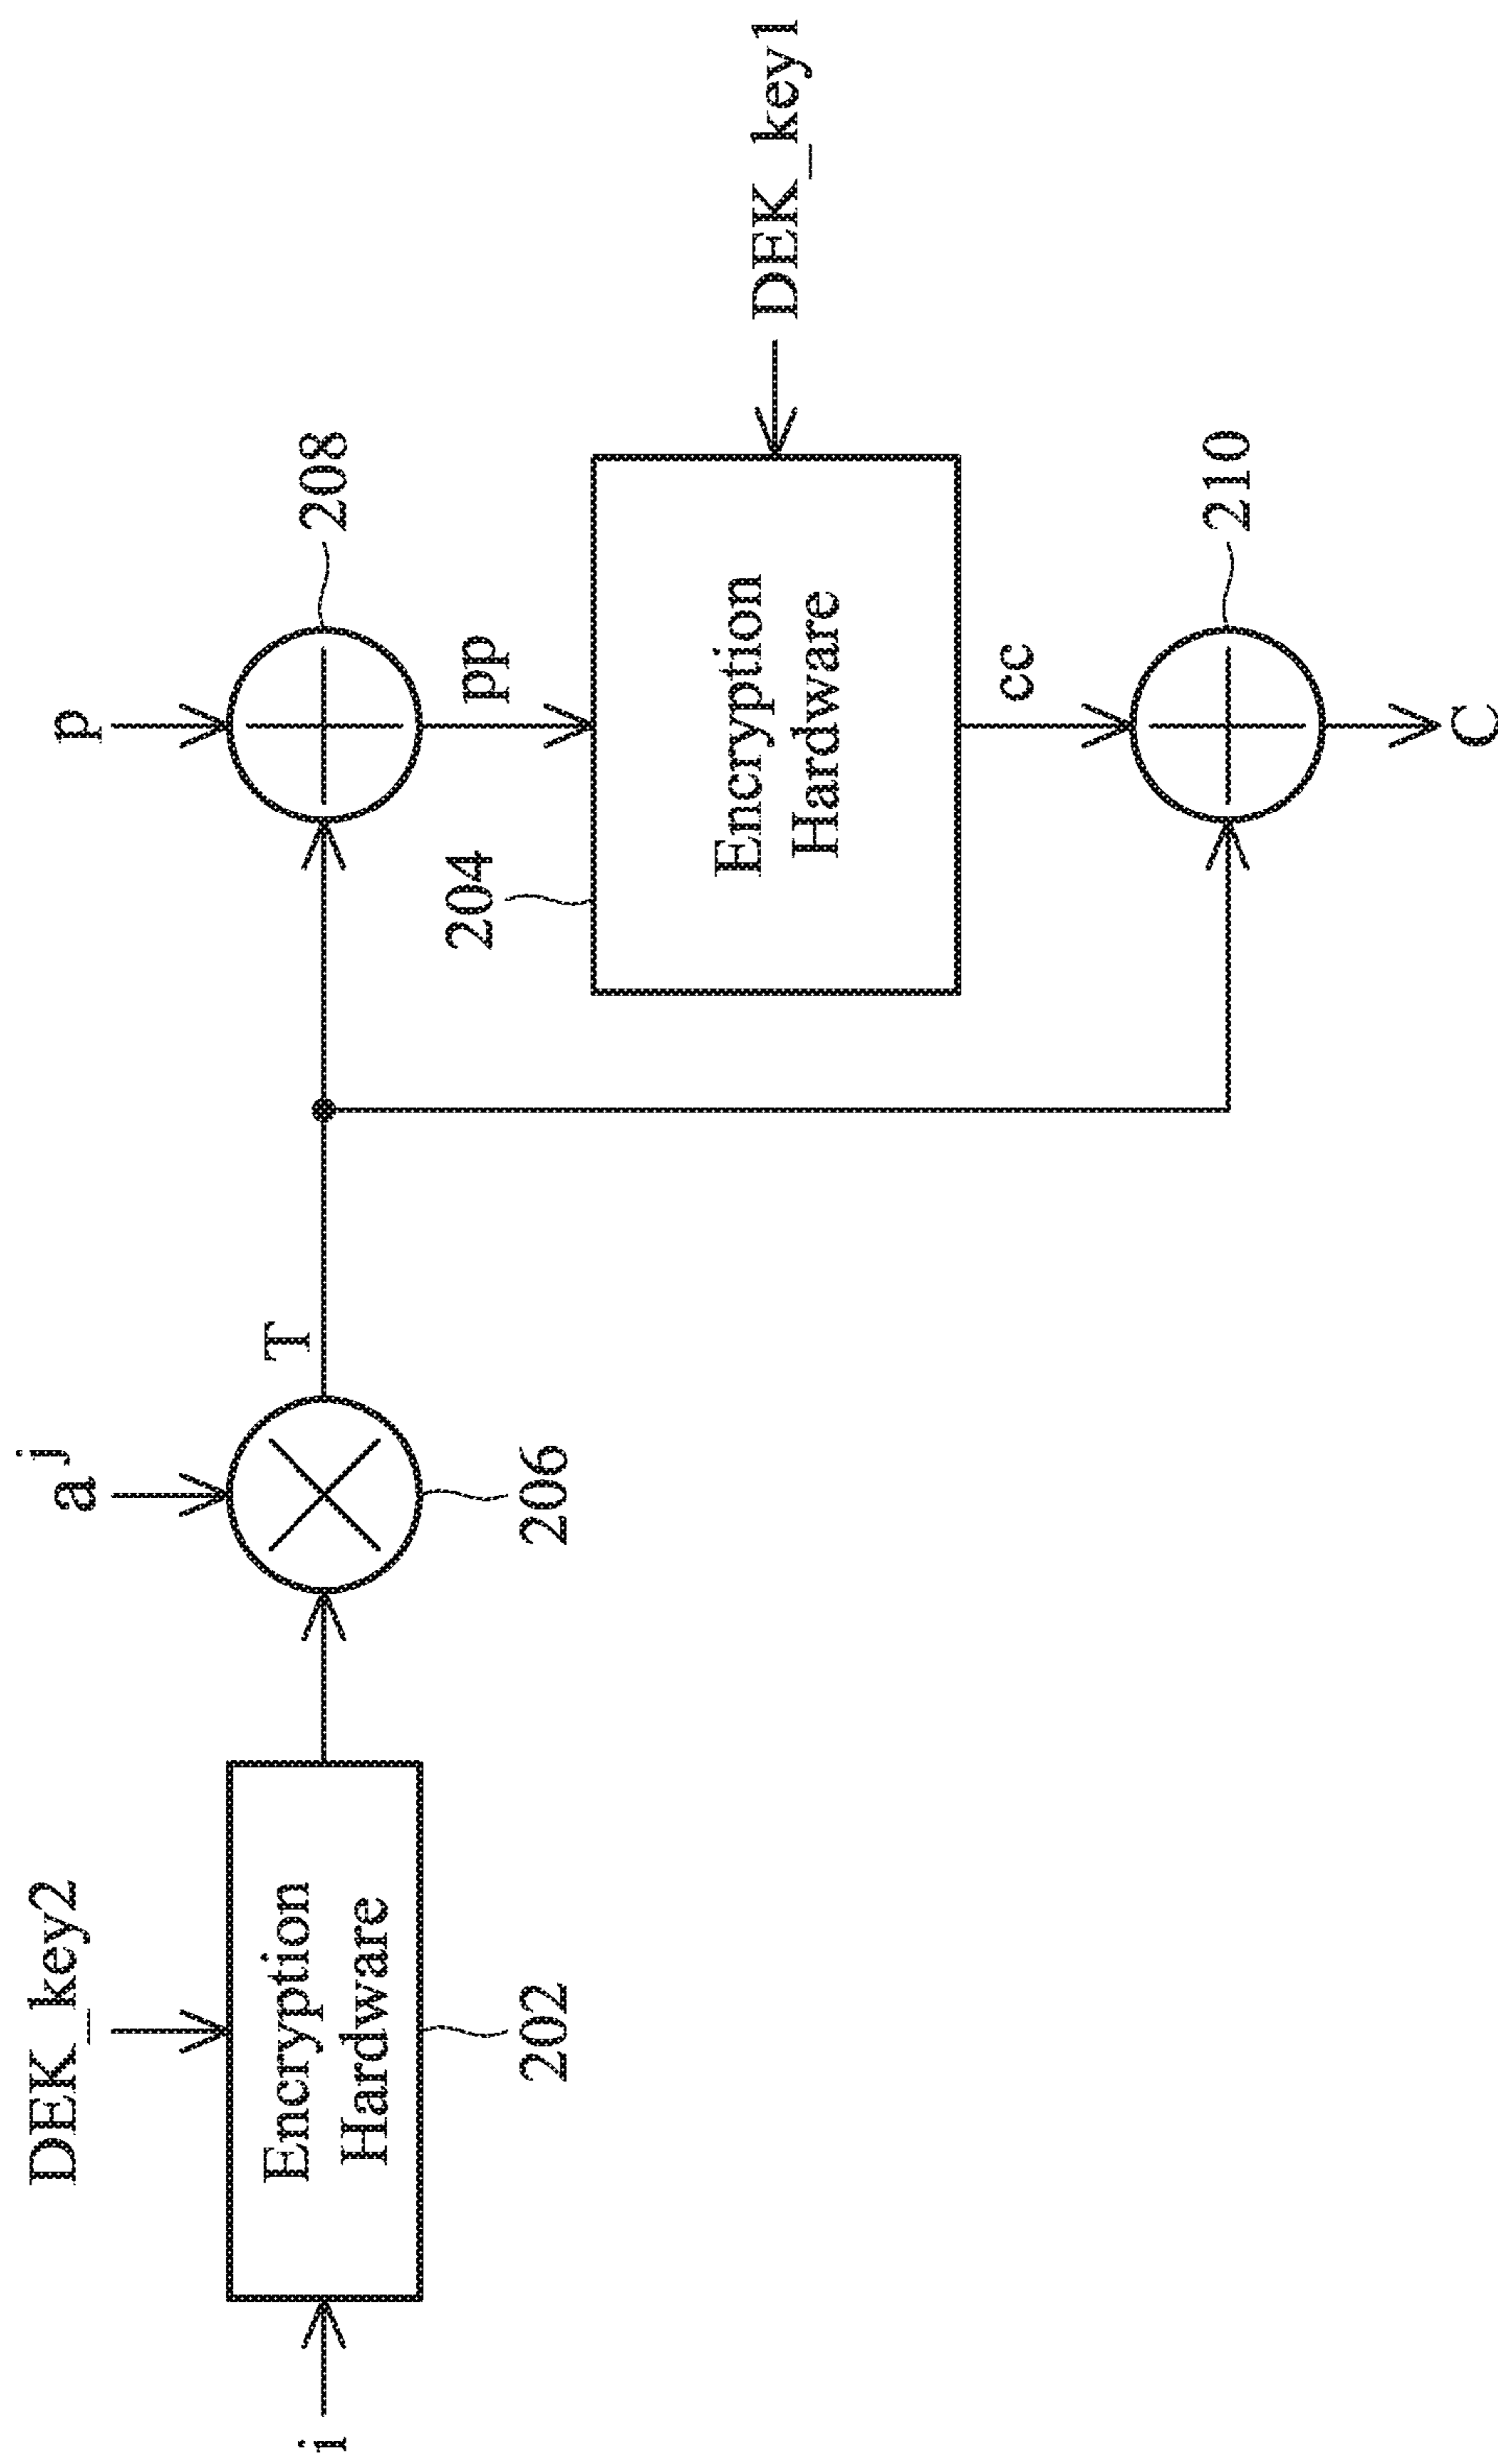 DEK_key2
a^j
p
i
Encryption
Hardware
202
206
T
208
pp
204
Encryption
Hardware
DEK_key1
cc
210
C